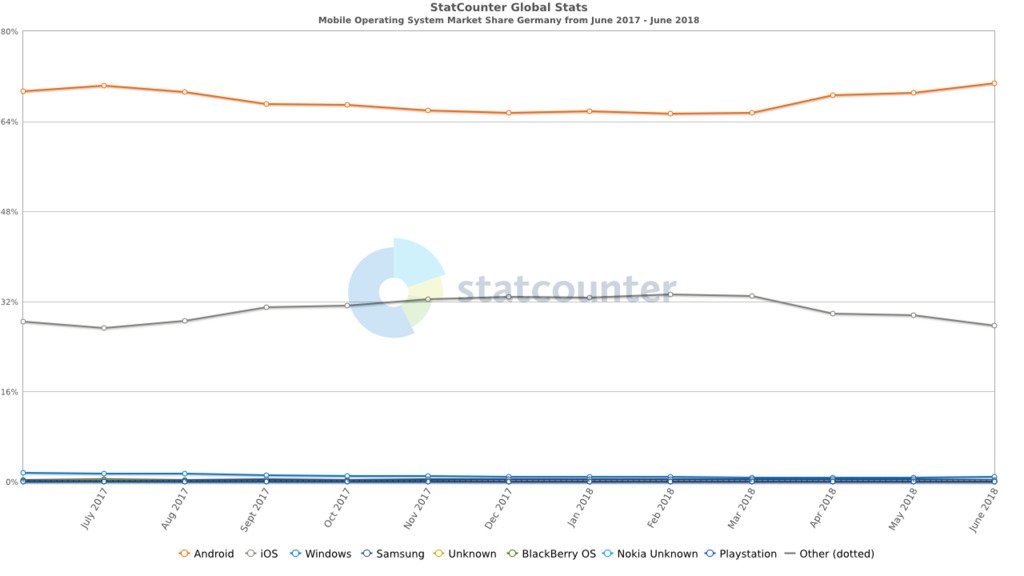 StatCounter Global Stats
Mobile Operating System Market Share Germany from June 2017 - June 2018
80%
64%
48%
32%
16%
0%
statcounter
July 2017
Aug 2017
Sept 2017
Oct 2017
Nov 2017
Dec 2017
Jan 2018
Feb 2018
Mar 2018
Apr 2018
May 2018
June 2018
Android iOS Windows Samsung Unknown BlackBerry OS Nokia Unknown Playstation Other (dotted)